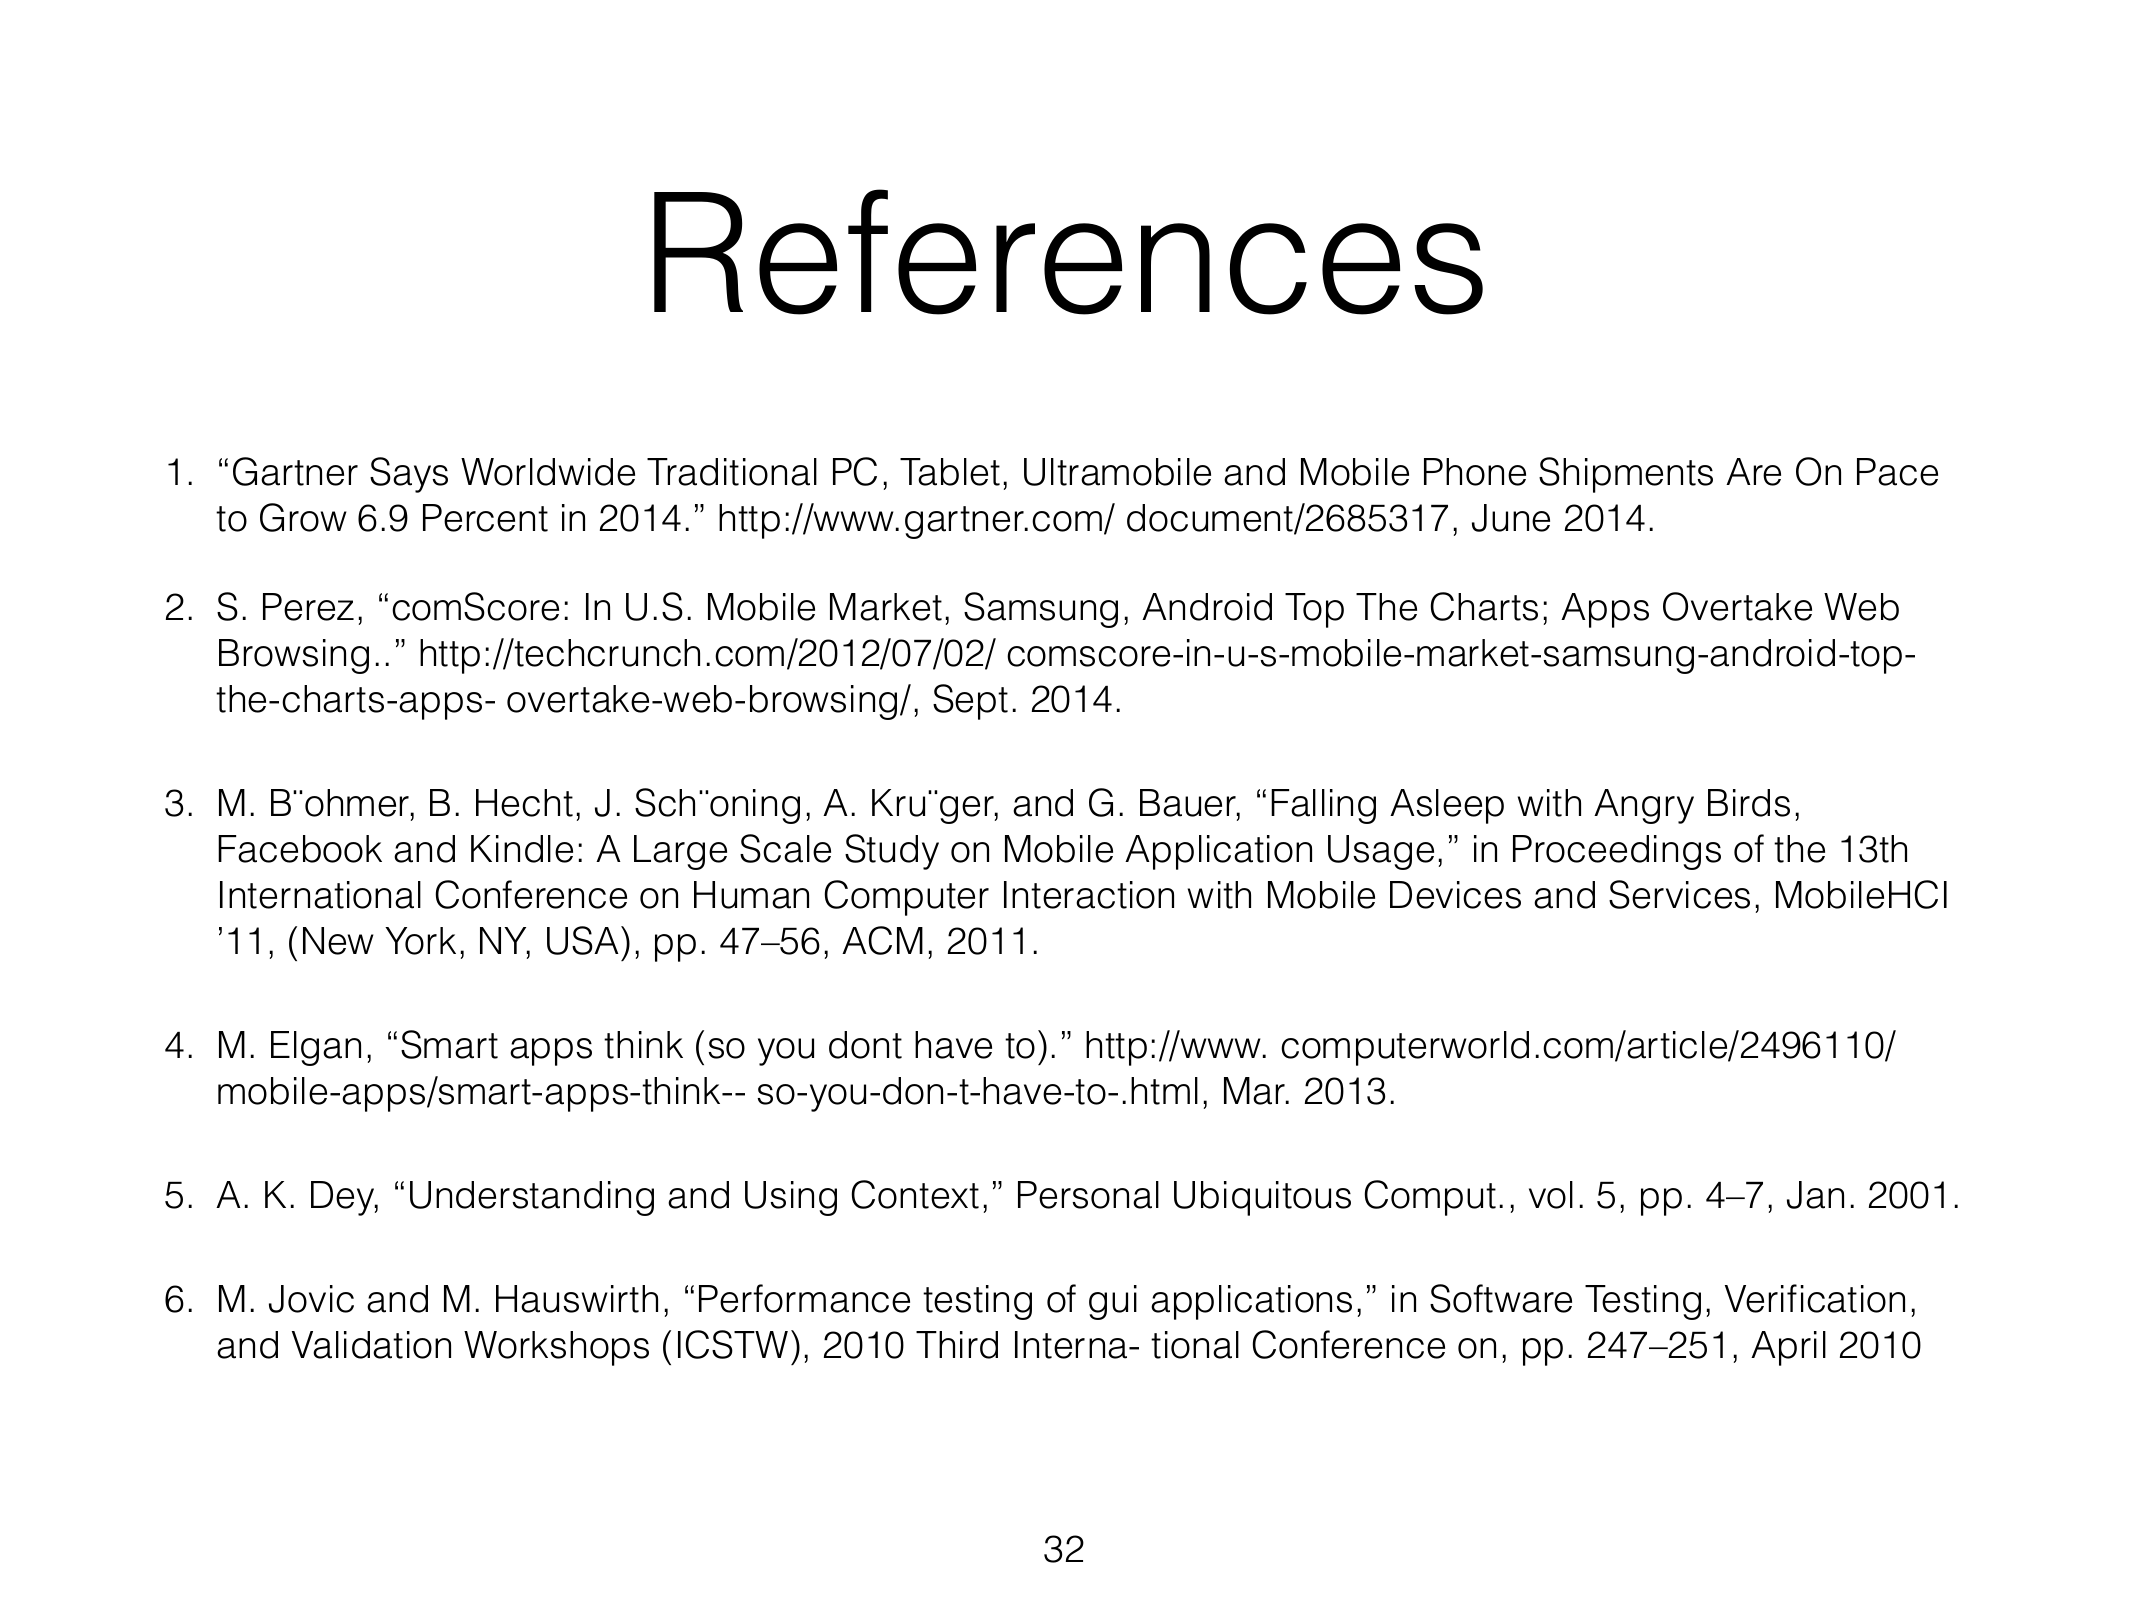 References
1. “Gartner Says Worldwide Traditional PC, Tablet, Ultramobile and Mobile Phone Shipments Are On Pace
to Grow 6.9 Percent in 2014.” http://www.gartner.com/ document/2685317, June 2014.
2. S. Perez, “comScore: In U.S. Mobile Market, Samsung, Android Top The Charts; Apps Overtake Web
Browsing..” http://techcrunch.com/2012/07/02/ comscore-in-u-s-mobile-market-samsung-android-top-
the-charts-apps- overtake-web-browsing/, Sept. 2014.
3. M. B¨ohmer, B. Hecht, J. Sch¨oning, A. Kru¨ger, and G. Bauer, “Falling Asleep with Angry Birds,
Facebook and Kindle: A Large Scale Study on Mobile Application Usage,” in Proceedings of the 13th
International Conference on Human Computer Interaction with Mobile Devices and Services, MobileHCI
’11, (New York, NY, USA), pp. 47–56, ACM, 2011.
4. M. Elgan, “Smart apps think (so you dont have to).” http://www. computerworld.com/article/2496110/
mobile-apps/smart-apps-think-- so-you-don-t-have-to-.html, Mar. 2013.
5. A. K. Dey, “Understanding and Using Context,” Personal Ubiquitous Comput., vol. 5, pp. 4–7, Jan. 2001.
6. M. Jovic and M. Hauswirth, “Performance testing of gui applications,” in Software Testing, Verification,
and Validation Workshops (ICSTW), 2010 Third Interna- tional Conference on, pp. 247–251, April 2010
32